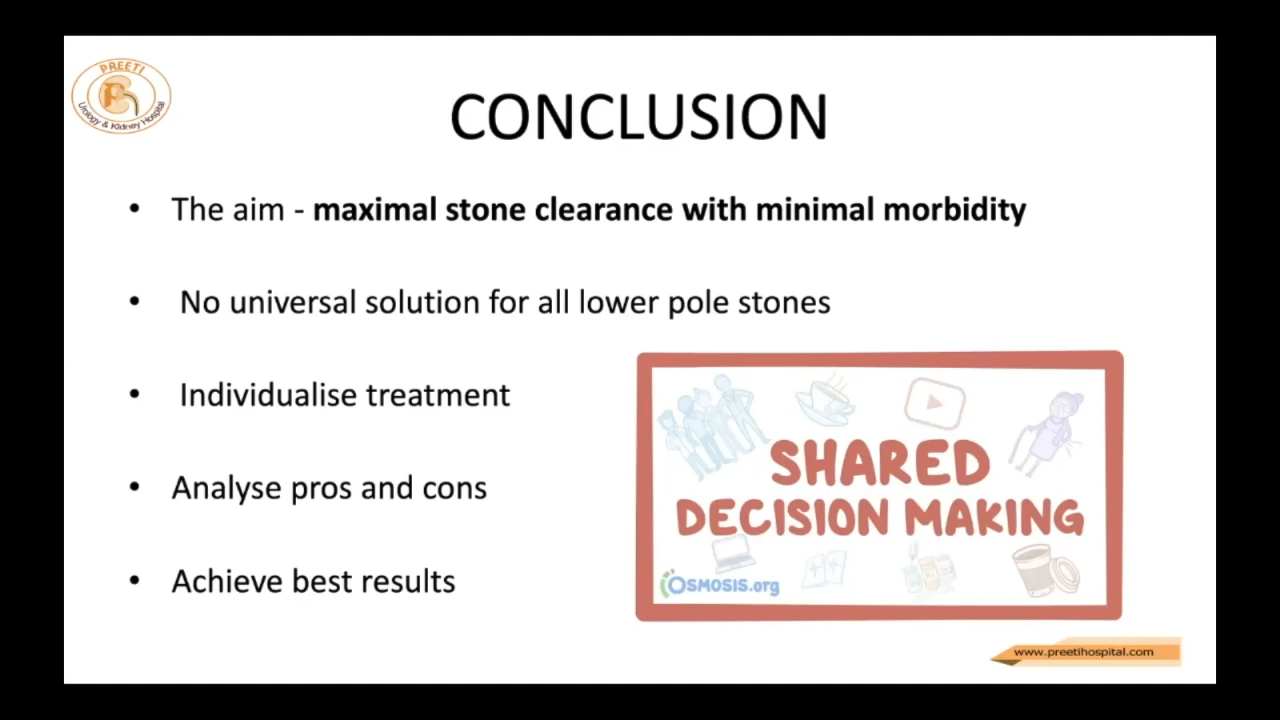 PREETI
Urology & Kidney Hospital
CONCLUSION
• The aim - maximal stone clearance with minimal morbidity
• No universal solution for all lower pole stones
• Individualise treatment
• Analyse pros and cons
• Achieve best results
SHARED
DECISION MAKING
OSMOSIS.org
www.preetihospital.com